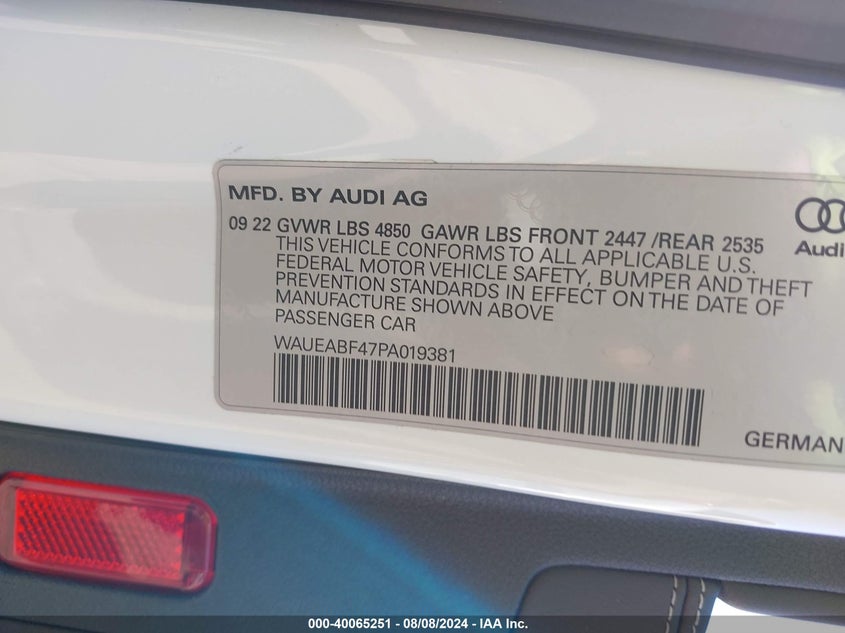 MFD. BY AUDI AG
09 22 GVWR LBS 4850 GAWR LBS FRONT 2447 /REAR 2535
THIS VEHICLE CONFORMS TO ALL APPLICABLE U.S.
FEDERAL MOTOR VEHICLE SAFETY, BUMPER AND THEFT
PREVENTION STANDARDS IN EFFECT ON THE DATE OF
MANUFACTURE SHOWN ABOVE
PASSENGER CAR
Audi
WAUEABF47PA019381
GERMAN
000-40065251 - 08/08/2024 - IAA Inc.